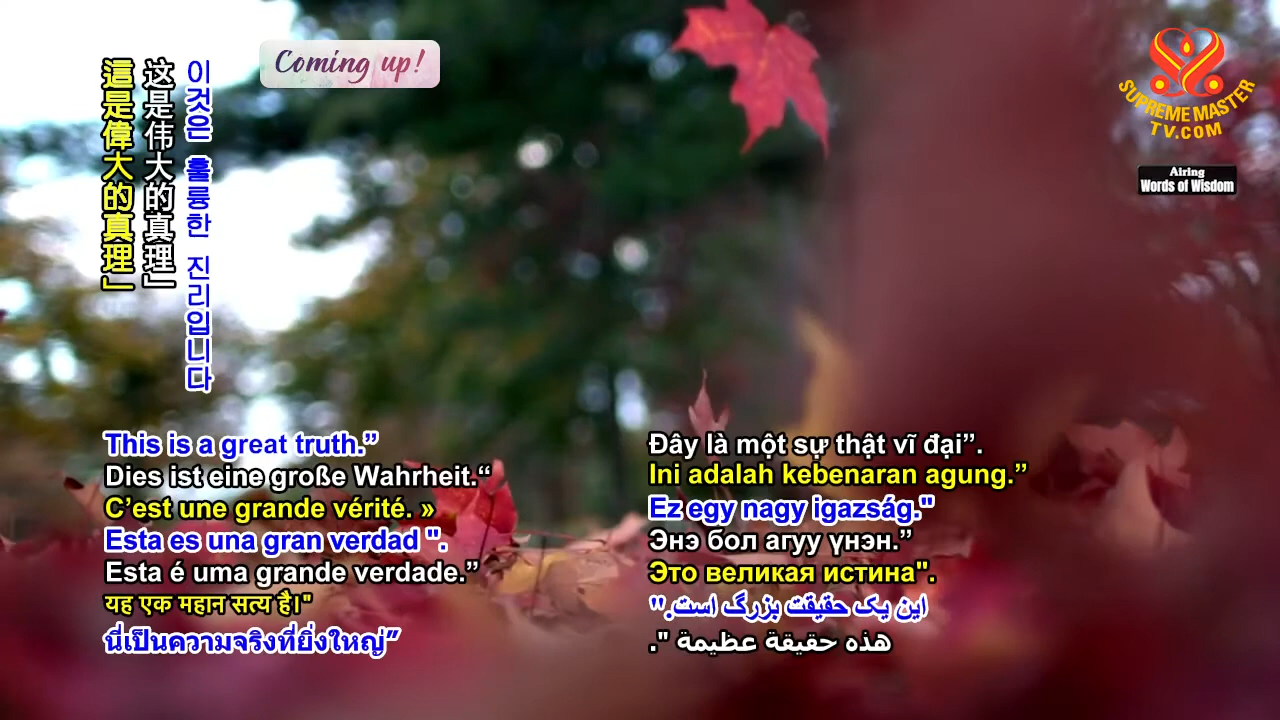 Coming up!
SUPREME MASTER
TV.COM
Airing
Words of Wisdom
這是偉大的真理」
这是伟大的真理」
이것은 훌륭한 진리입니다
This is a great truth.”
Dies ist eine große Wahrheit.“
C’est une grande vérité. »
Esta es una gran verdad ".
Esta é uma grande verdade.”
यह एक महान सत्य है।"
นี่เป็นความจริงที่ยิ่งใหญ่”
Đây là một sự thật vĩ đại”.
Ini adalah kebenaran agung.”
Ez egy nagy igazság."
Энэ бол агуу үнэн.”
Это великая истина".
این یک حقیقت بزرگ است."
هذه حقيقة عظيمة ".